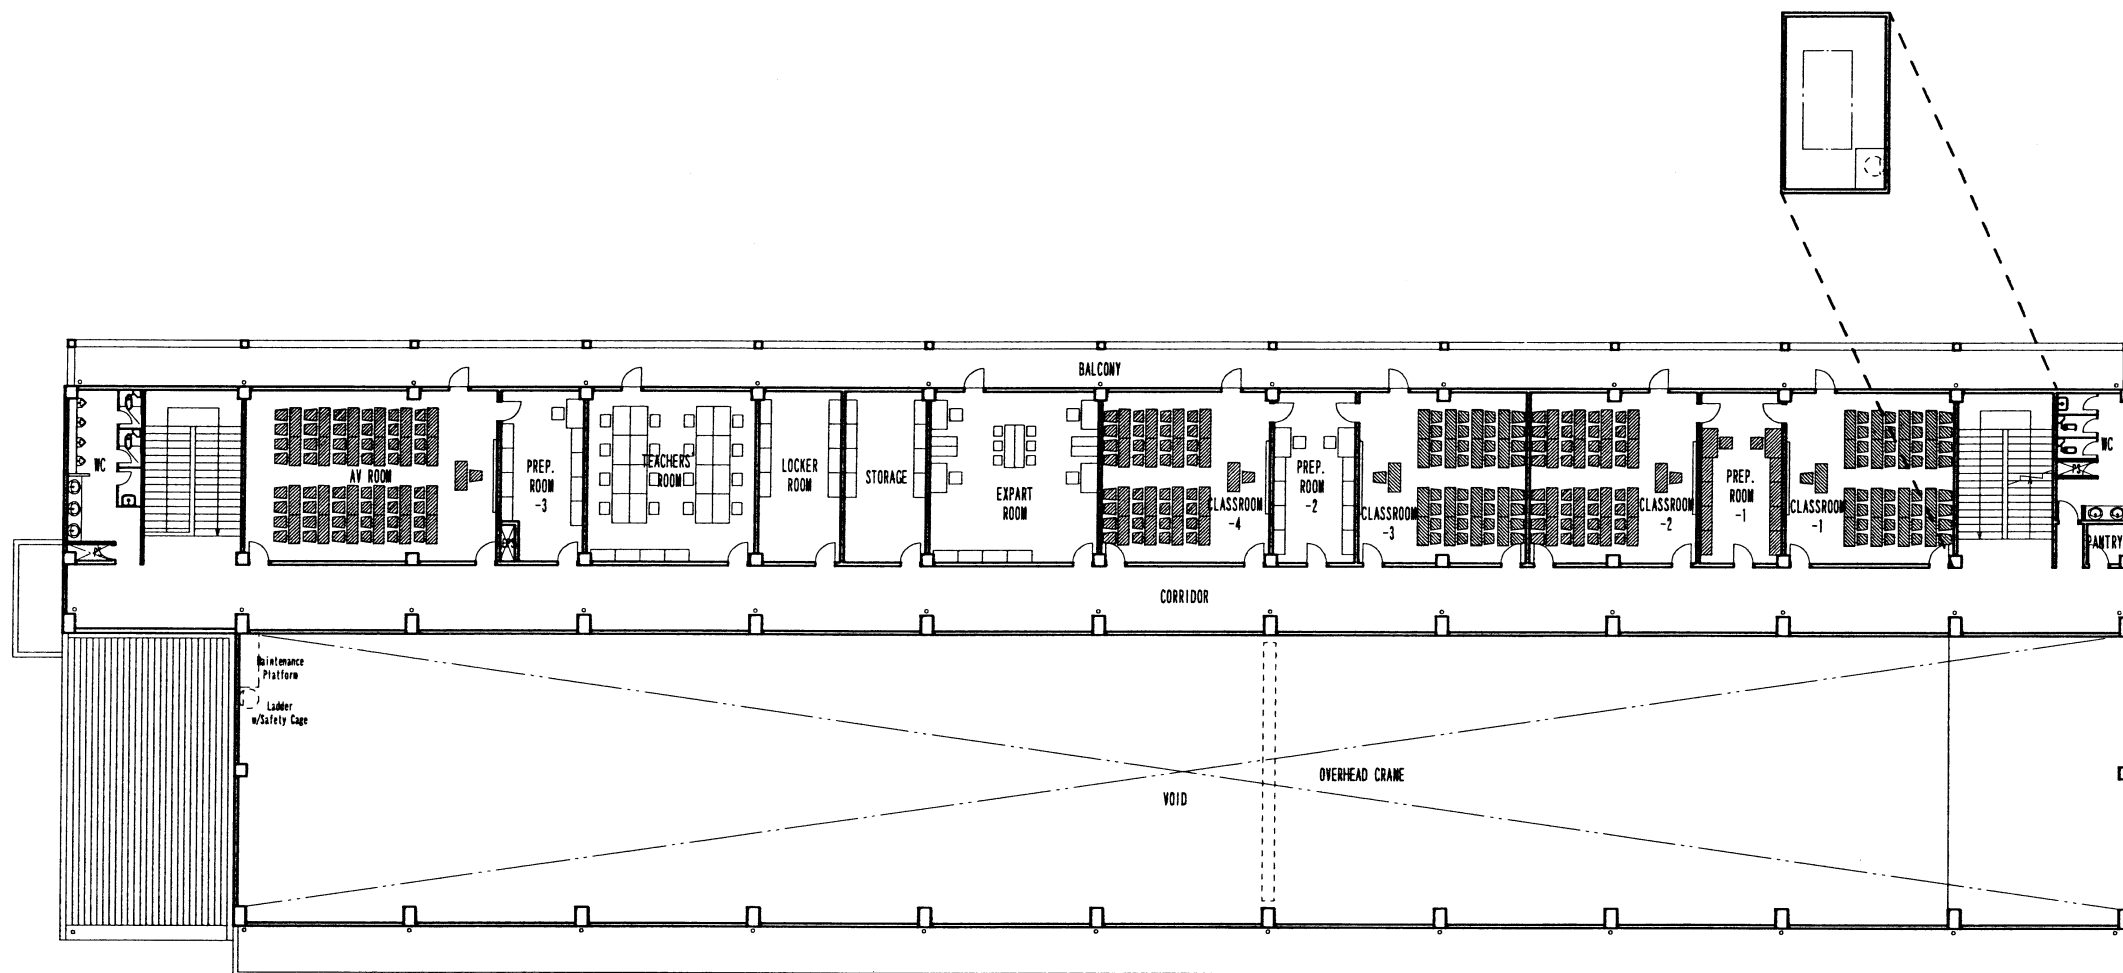 BALCONY
WC
AV ROOM
PREP.
ROOM
-3
TEACHERS'
ROOM
LOCKER
ROOM
STORAGE
EXPART
ROOM
CLASSROOM
-4
PREP.
ROOM
-2
CLASSROOM
-3
CLASSROOM
-2
PREP.
ROOM
-1
CLASSROOM
-1
WC
PS
PS
PANTRY
CORRIDOR
Maintenance
Platform
Ladder
w/Safety Cage
OVERHEAD CRANE
VOID